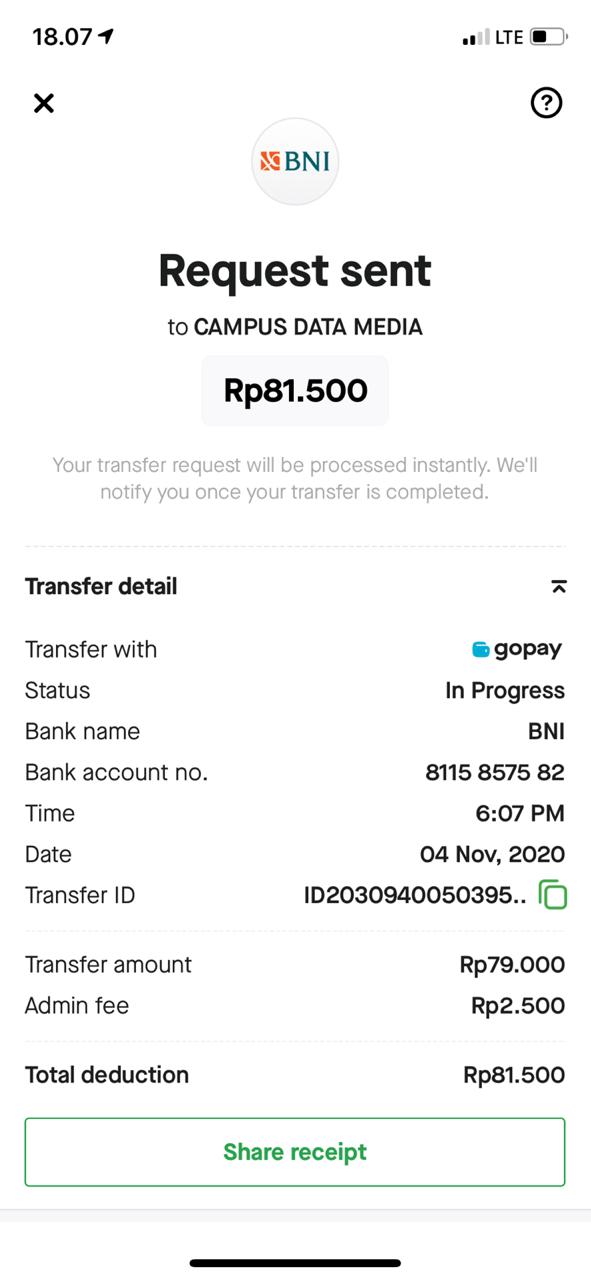 18.07 LTE
BNI
Request sent
to CAMPUS DATA MEDIA
Rp81.500
Your transfer request will be processed instantly. We'll
notify you once your transfer is completed.
Transfer detail
Transfer with gopay
Status In Progress
Bank name BNI
Bank account no. 8115 8575 82
Time 6:07 PM
Date 04 Nov, 2020
Transfer ID ID2030940050395..
Transfer amount Rp79.000
Admin fee Rp2.500
Total deduction Rp81.500
Share receipt